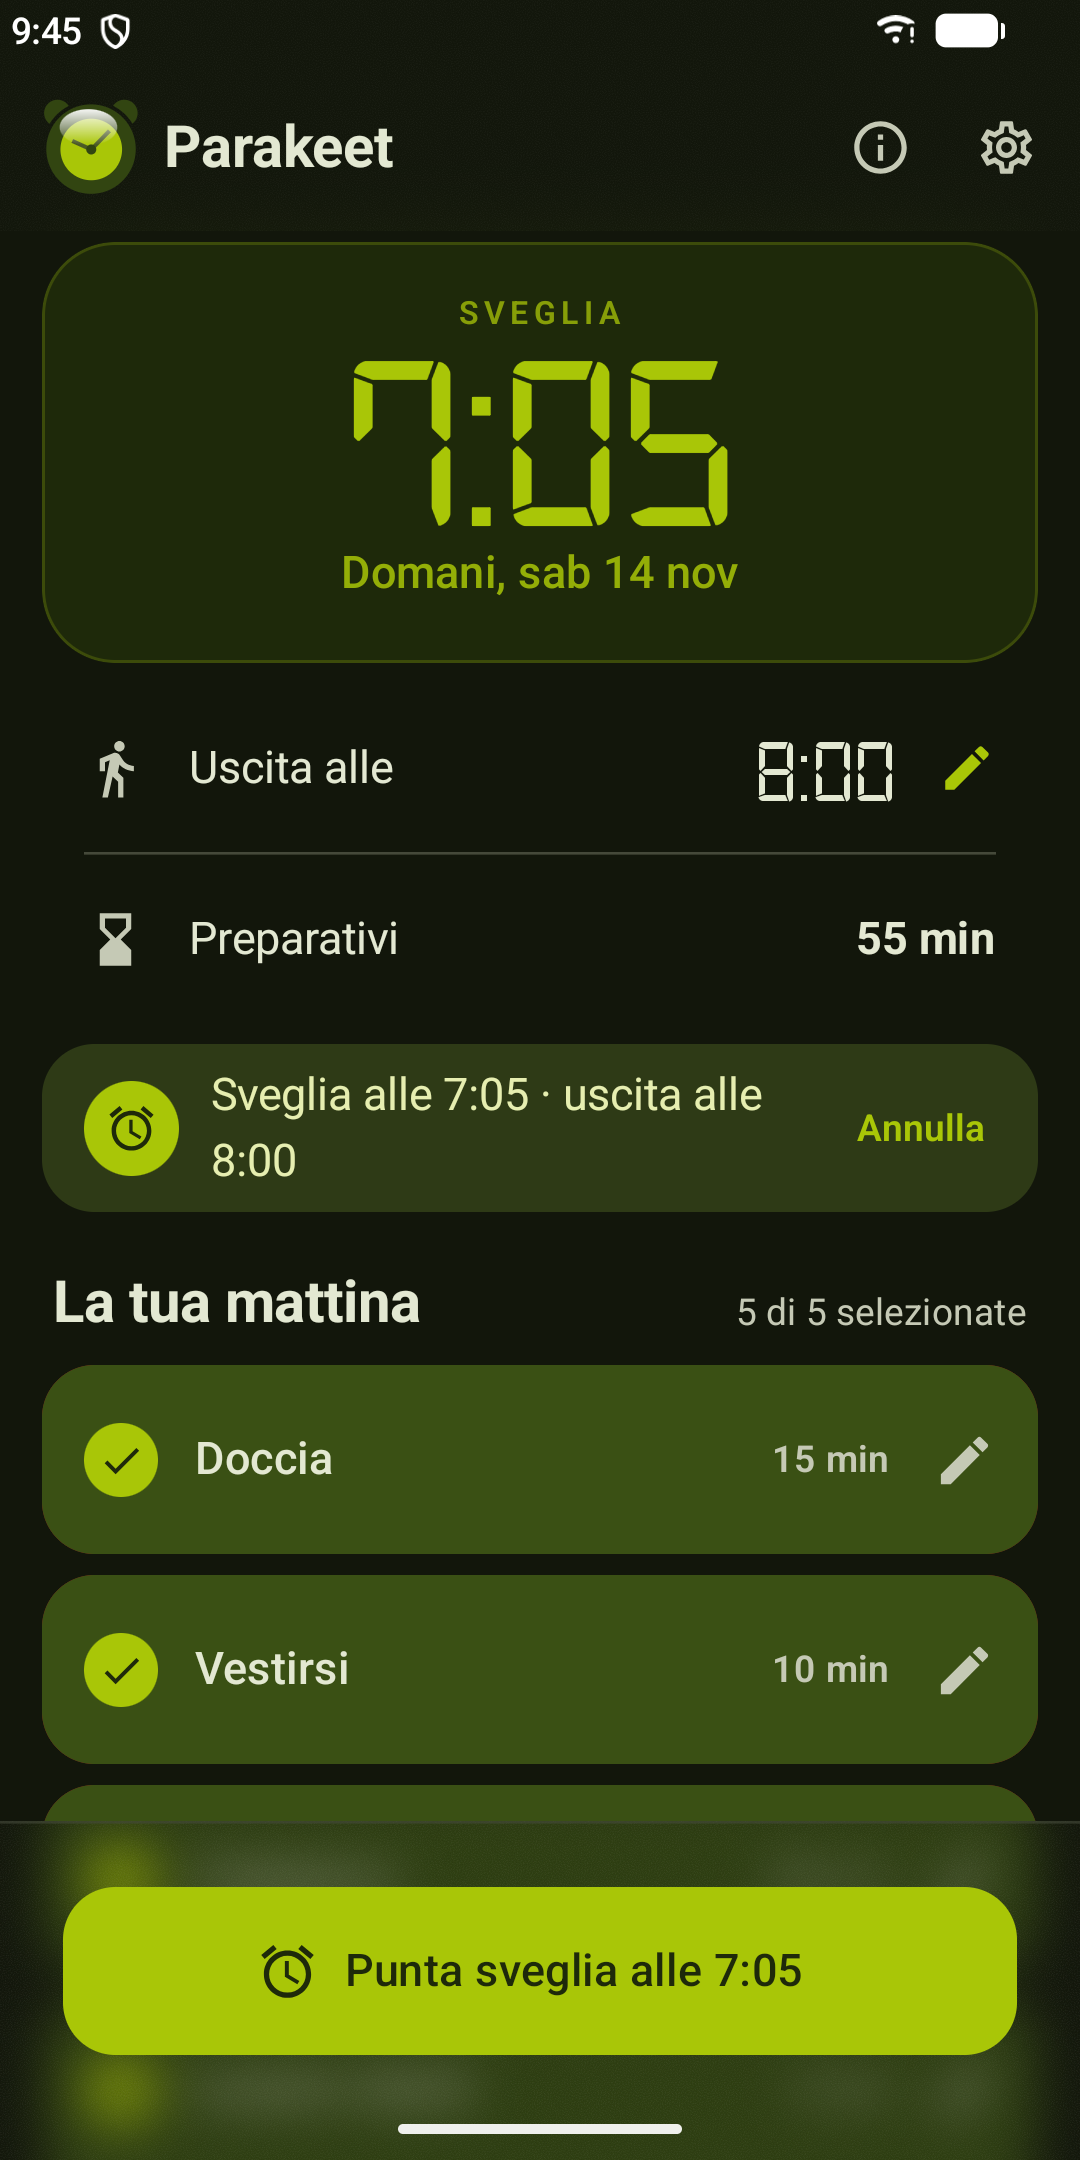 9:45
Parakeet
SVEGLIA
7:05
Domani, sab 14 nov
Uscita alle
8:00
Preparativi
55 min
Sveglia alle 7:05 · uscita alle
8:00
Annulla
La tua mattina
5 di 5 selezionate
Doccia
15 min
Vestirsi
10 min
Punta sveglia alle 7:05